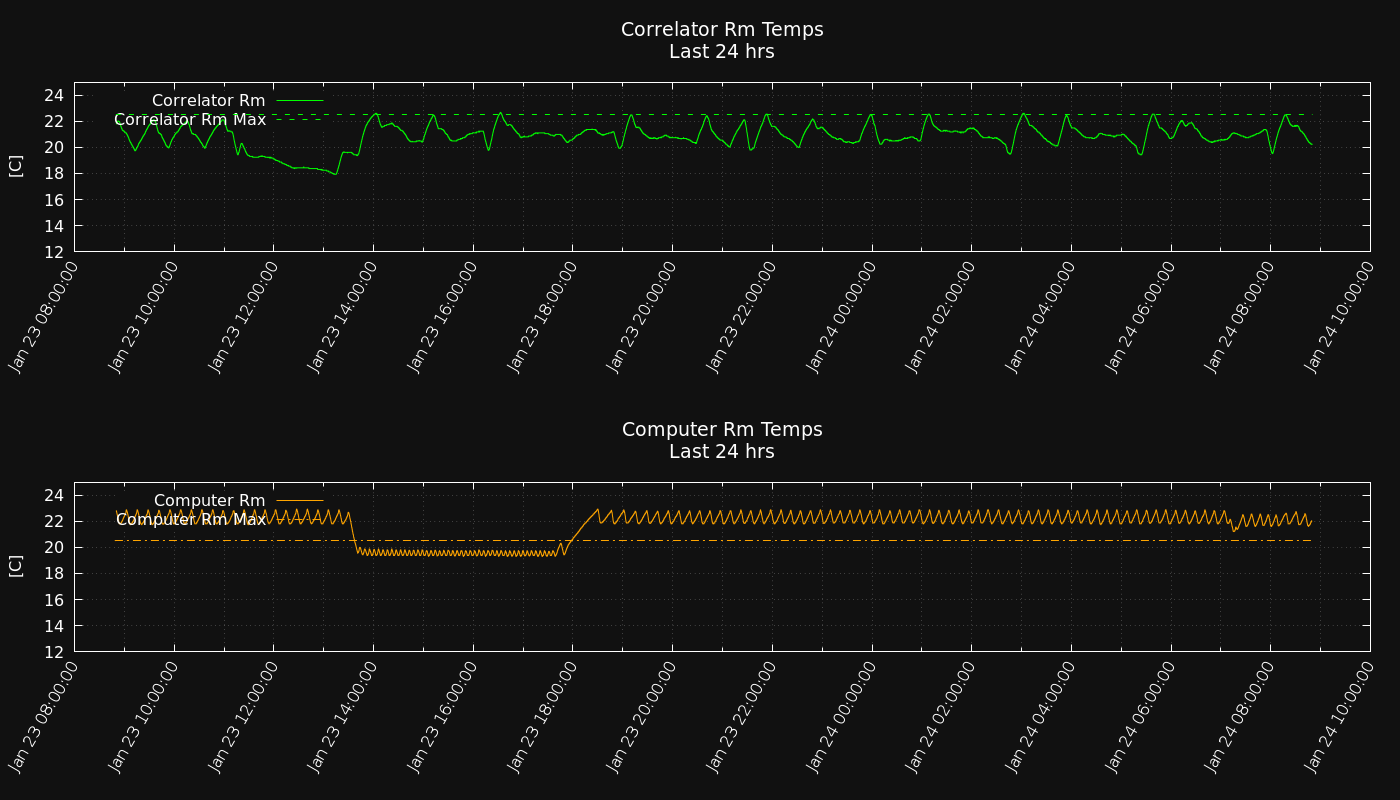 Correlator Rm Temps
Last 24 hrs
Correlator Rm
Correlator Rm Max
[C]
24
22
20
18
16
14
12
Jan 23 08:00:00
Jan 23 10:00:00
Jan 23 12:00:00
Jan 23 14:00:00
Jan 23 16:00:00
Jan 23 18:00:00
Jan 23 20:00:00
Jan 23 22:00:00
Jan 24 00:00:00
Jan 24 02:00:00
Jan 24 04:00:00
Jan 24 06:00:00
Jan 24 08:00:00
Jan 24 10:00:00
Computer Rm Temps
Last 24 hrs
Computer Rm
Computer Rm Max
[C]
24
22
20
18
16
14
12
Jan 23 08:00:00
Jan 23 10:00:00
Jan 23 12:00:00
Jan 23 14:00:00
Jan 23 16:00:00
Jan 23 18:00:00
Jan 23 20:00:00
Jan 23 22:00:00
Jan 24 00:00:00
Jan 24 02:00:00
Jan 24 04:00:00
Jan 24 06:00:00
Jan 24 08:00:00
Jan 24 10:00:00